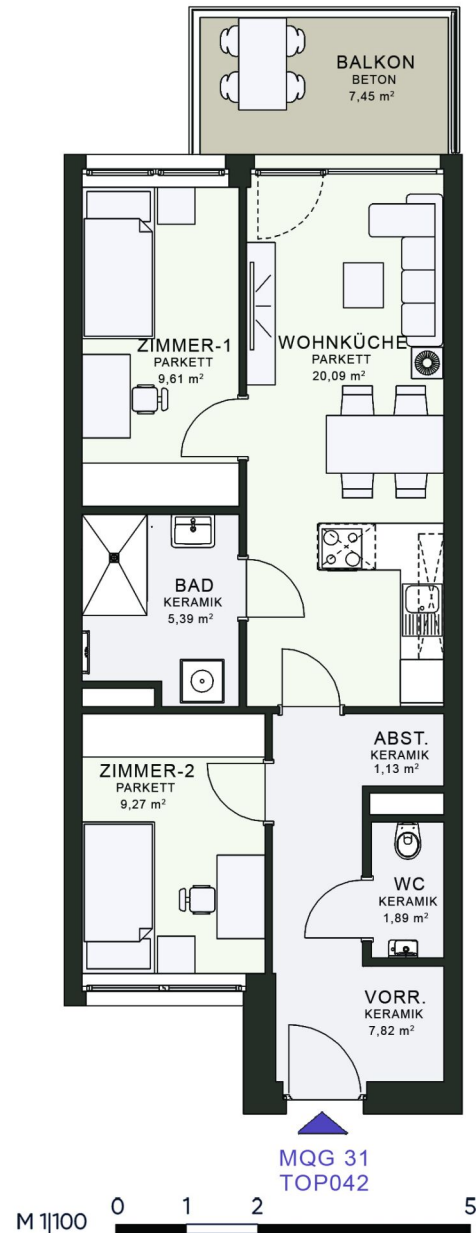 BALKON
BETON
7,45 m²
ZIMMER-1
PARKETT
9,61 m²
WOHNKÜCHE
PARKETT
20,09 m²
BAD
KERAMIK
5,39 m²
ABST.
KERAMIK
1,13 m²
ZIMMER-2
PARKETT
9,27 m²
WC
KERAMIK
1,89 m²
VORR.
KERAMIK
7,82 m²
MQG 31
TOP042
M 1|100
0 1 2 5